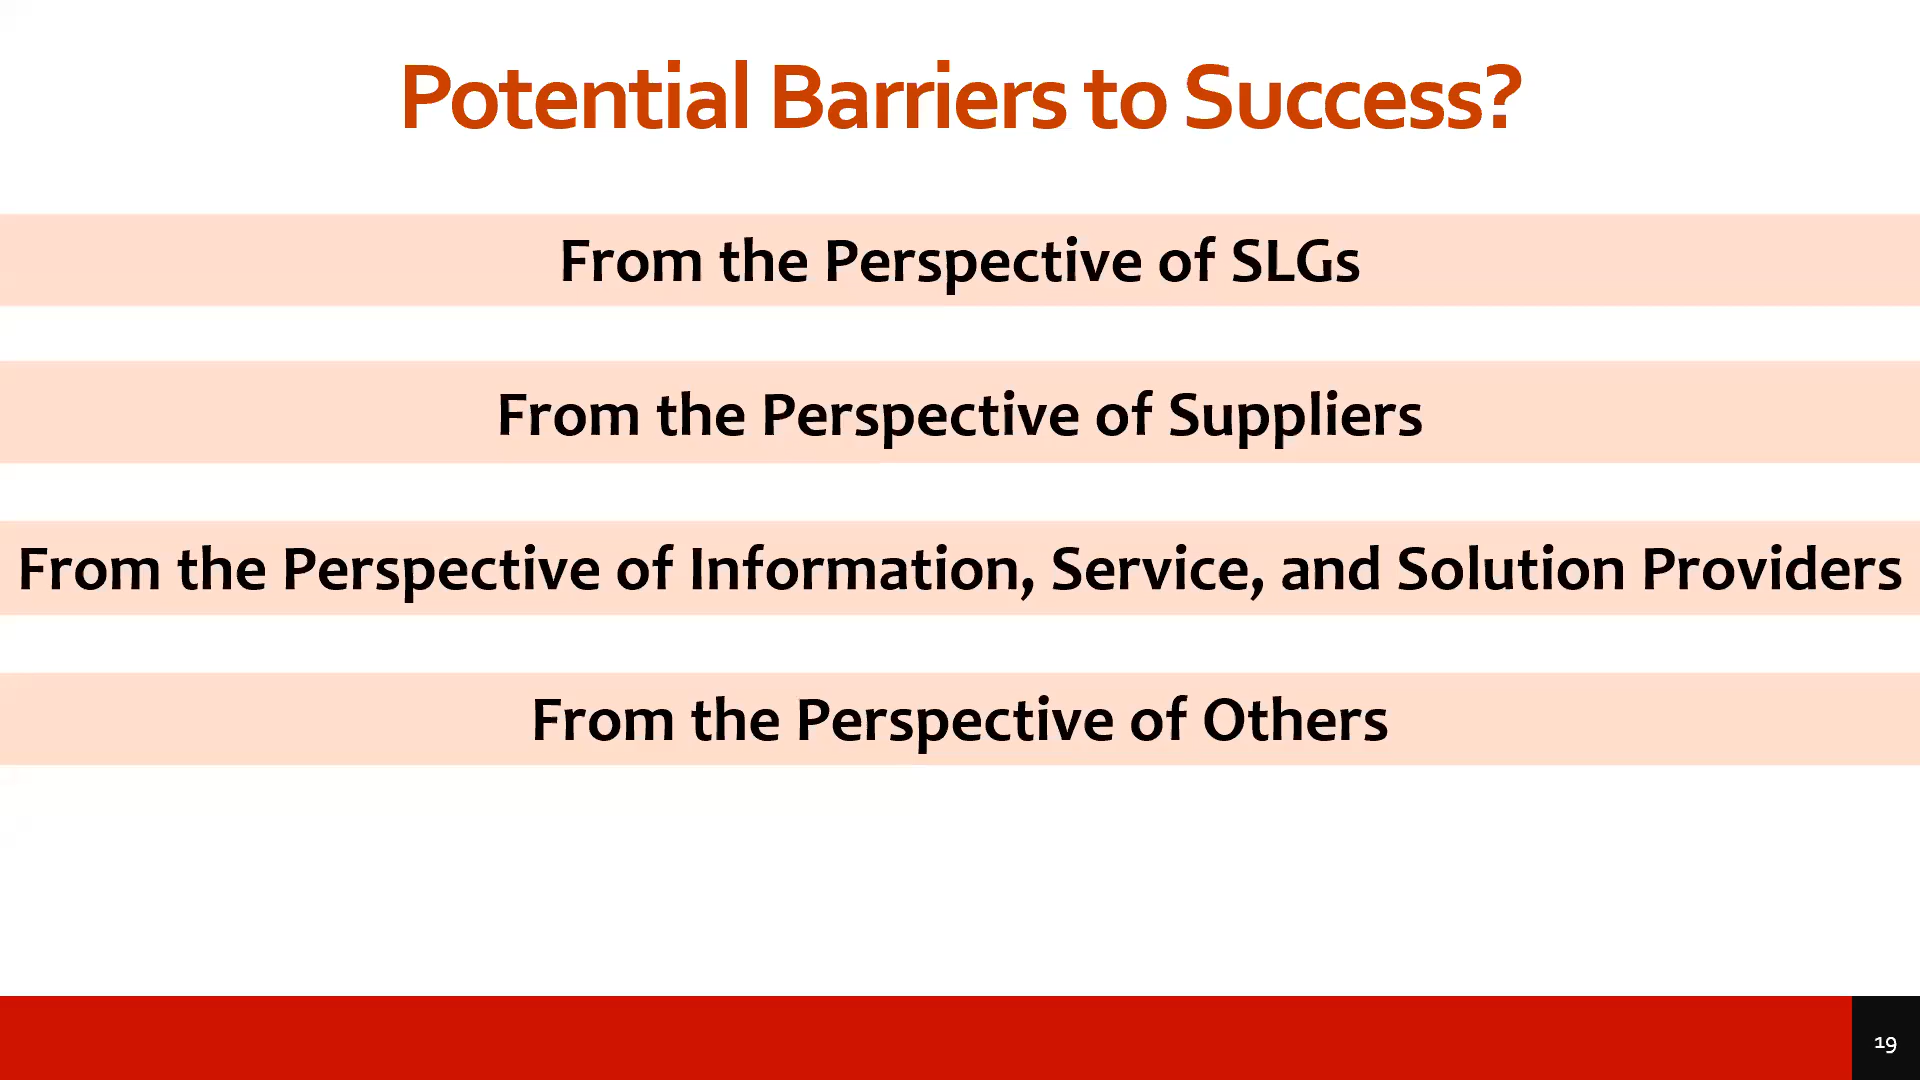 Potential Barriers to Success?
From the Perspective of SLGs
From the Perspective of Suppliers
From the Perspective of Information, Service, and Solution Providers
From the Perspective of Others
19